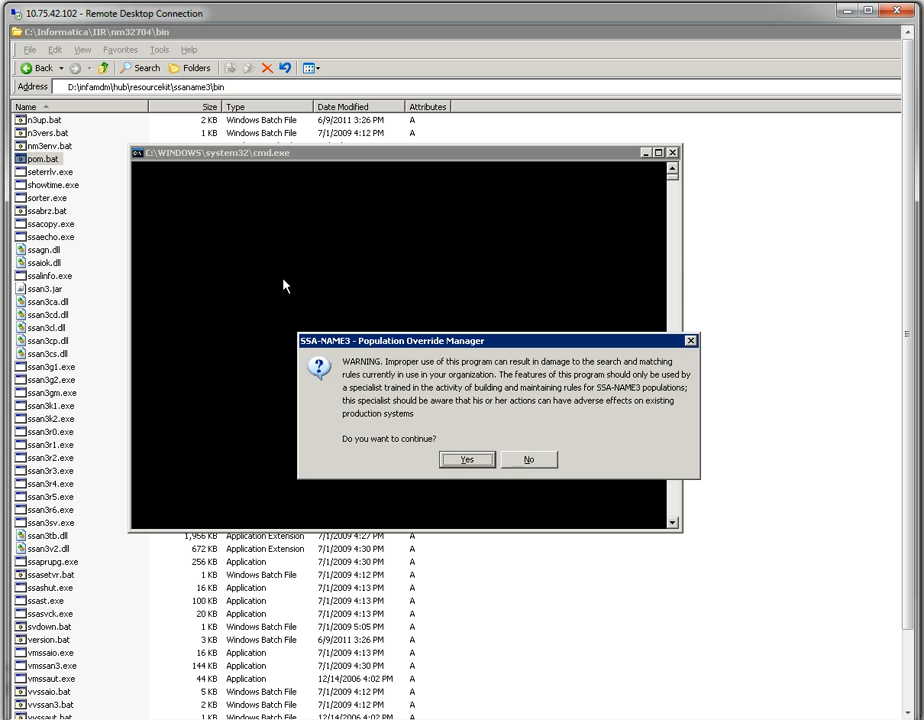 10.75.42.102 - Remote Desktop Connection
C:\Informatica\IIR\nm32704\bin
File Edit View Favorites Tools Help
Back Search Folders
Address D:\infamdm\hub\resourcekit\ssaname3\bin
Name Size Type Date Modified Attributes
n3up.bat 2 KB Windows Batch File 6/9/2011 3:26 PM A
n3vers.bat 1 KB Windows Batch File 7/1/2009 4:12 PM A
nm3env.bat
pom.bat
C:\WINDOWS\system32\cmd.exe
seterrlv.exe
showtime.exe
sorter.exe
ssabrz.bat
ssacopy.exe
ssaecho.exe
ssagn.dll
ssaiok.dll
ssalinfo.exe
ssan3.jar
ssan3ca.dll
ssan3cd.dll
ssan3cl.dll
ssan3cp.dll
ssan3cs.dll
ssan3g1.exe
ssan3g2.exe
ssan3gm.exe
ssan3k1.exe
ssan3k2.exe
ssan3r0.exe
ssan3r1.exe
ssan3r2.exe
ssan3r3.exe
ssan3r4.exe
ssan3r5.exe
ssan3r6.exe
ssan3sv.exe
SSA-NAME3 - Population Override Manager
WARNING. Improper use of this program can result in damage to the search and matching
rules currently in use in your organization. The features of this program should only be used by
a specialist trained in the activity of building and maintaining rules for SSA-NAME3 populations;
this specialist should be aware that his or her actions can have adverse effects on existing
production systems
Do you want to continue?
Yes No
ssan3tb.dll 1,956 KB Application Extension 7/1/2009 4:27 PM A
ssan3v2.dll 672 KB Application Extension 7/1/2009 4:30 PM A
ssaprupg.exe 256 KB Application 7/1/2009 4:30 PM A
ssasetvr.bat 1 KB Windows Batch File 7/1/2009 4:12 PM A
ssashut.exe 16 KB Application 7/1/2009 4:13 PM A
ssast.exe 100 KB Application 7/1/2009 4:13 PM A
ssasvck.exe 20 KB Application 7/1/2009 4:13 PM A
svdown.bat 1 KB Windows Batch File 7/1/2009 5:05 PM A
version.bat 3 KB Windows Batch File 6/9/2011 3:26 PM A
vmssaio.exe 16 KB Application 7/1/2009 4:13 PM A
vmssan3.exe 144 KB Application 7/1/2009 4:30 PM A
vmssaut.exe 44 KB Application 12/14/2006 4:02 PM A
vvssaio.bat 5 KB Windows Batch File 7/1/2009 4:12 PM A
vvssan3.bat 2 KB Windows Batch File 7/1/2009 4:12 PM A
vvssaut.bat 1 KB Windows Batch File 12/14/2006 4:02 PM A